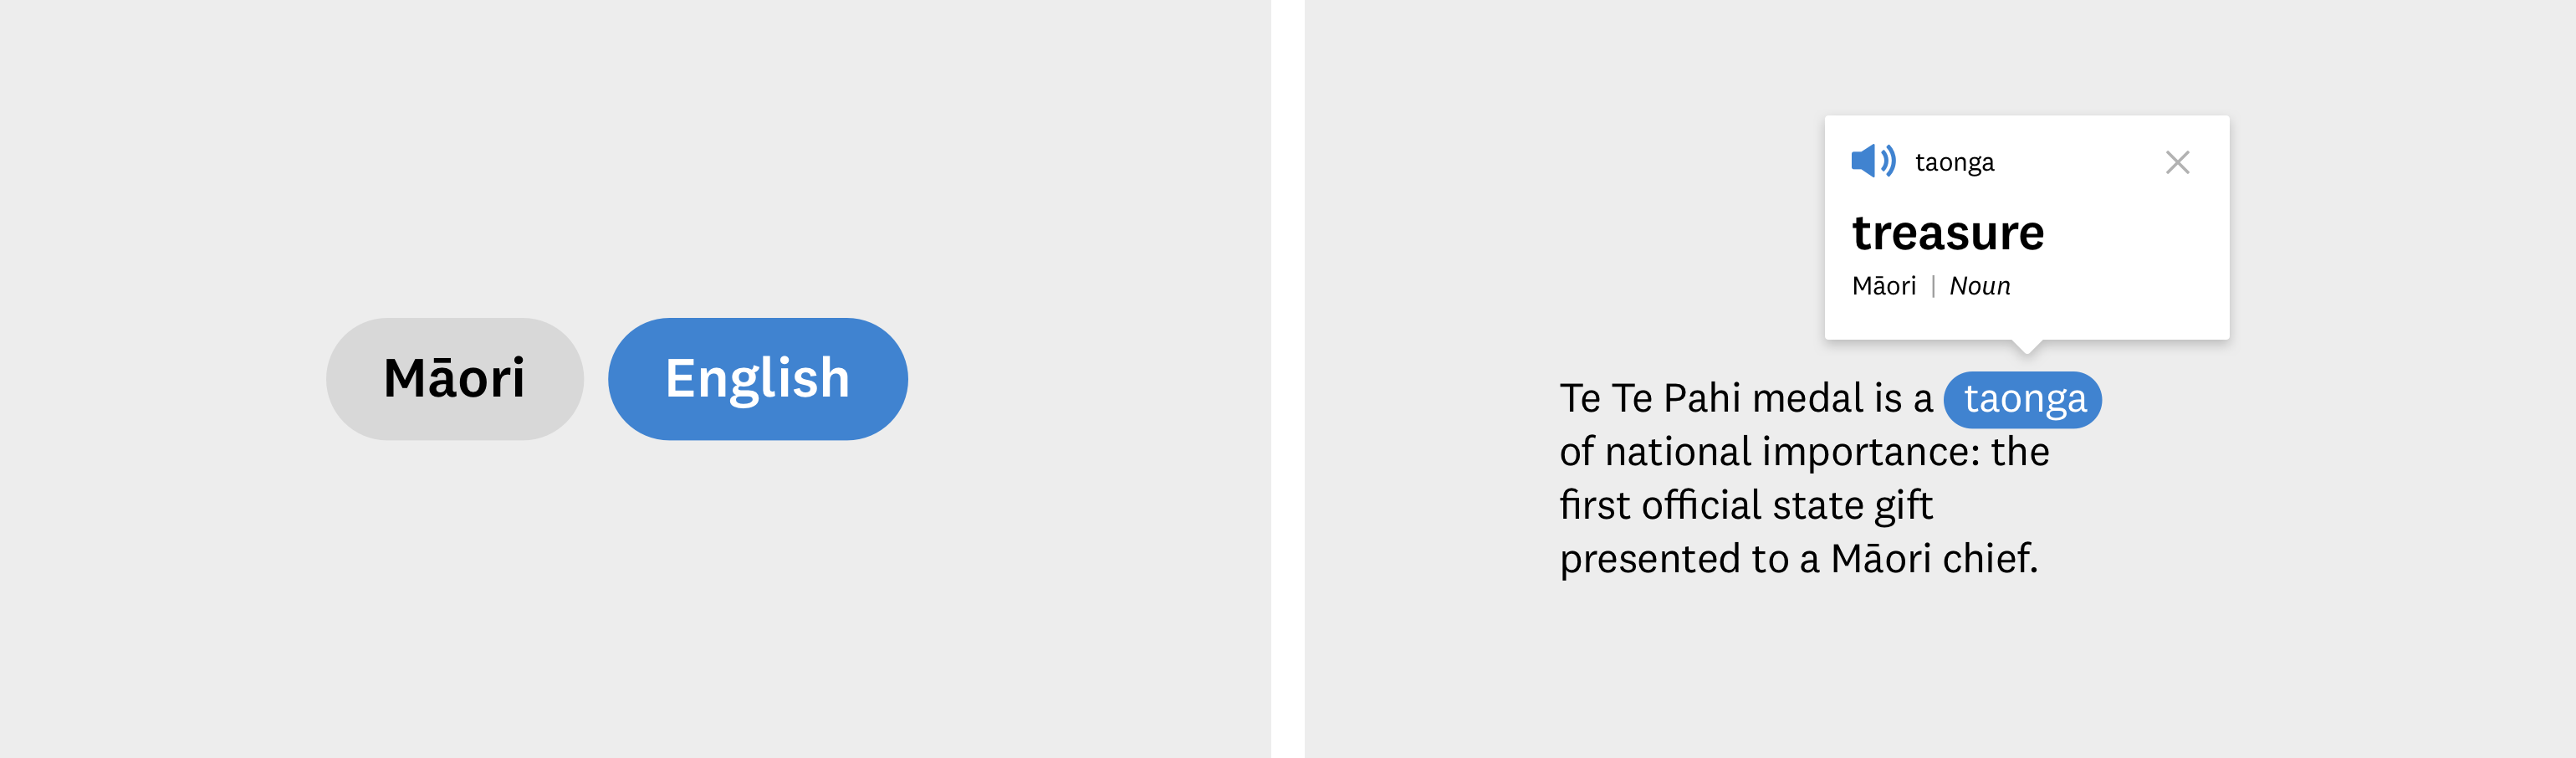 Māori
English
taonga
treasure
Māori | Noun
Te Te Pahi medal is a taonga
of national importance: the
first official state gift
presented to a Māori chief.